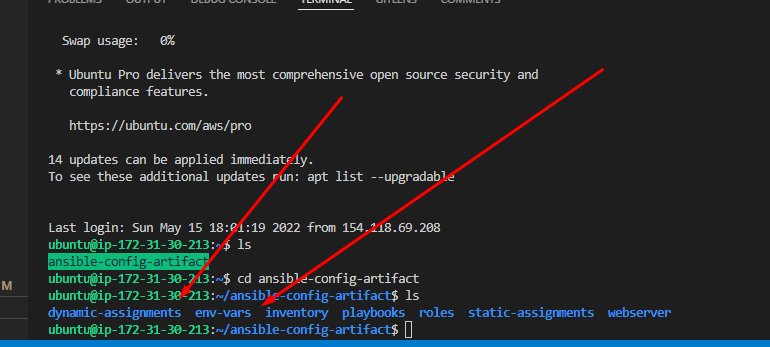 PROBLEMS OUTPUT DEBUG CONSOLE TERMINAL GITLENS COMMENTS
Swap usage: 0%
* Ubuntu Pro delivers the most comprehensive open source security and
compliance features.
https://ubuntu.com/aws/pro
14 updates can be applied immediately.
To see these additional updates run: apt list --upgradable
Last login: Sun May 15 18:01:19 2022 from 154.118.69.208
ubuntu@ip-172-31-30-213:~$ ls
ansible-config-artifact
M
ubuntu@ip-172-31-30-213:~$ cd ansible-config-artifact
ubuntu@ip-172-31-30-213:~/ansible-config-artifact$ ls
dynamic-assignments env-vars inventory playbooks roles static-assignments webserver
ubuntu@ip-172-31-30-213:~/ansible-config-artifact$